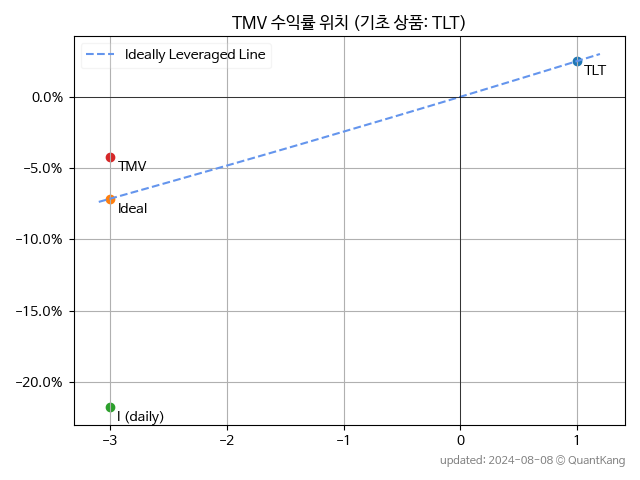 TMV 수익률 위치 (기초 상품: TLT)
Ideally Leveraged Line
TLT
0.0%
TMV
−5.0%
Ideal
−10.0%
−15.0%
−20.0%
I (daily)
−3
−2
−1
0
1
updated: 2024-08-08 © QuantKang